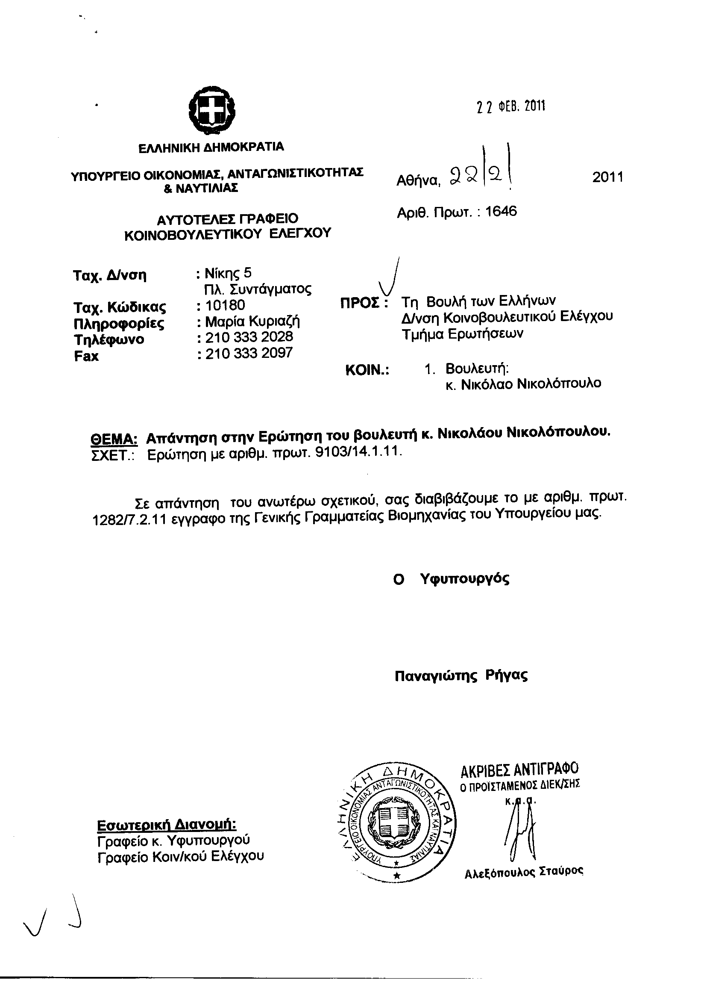 22 ΦΕΒ. 2011
ΕΛΛΗΝΙΚΗ ΔΗΜΟΚΡΑΤΙΑ
ΥΠΟΥΡΓΕΙΟ ΟΙΚΟΝΟΜΙΑΣ, ΑΝΤΑΓΩΝΙΣΤΙΚΟΤΗΤΑΣ
& ΝΑΥΤΙΛΙΑΣ
Αθήνα, 22/2/ 2011
Αριθ. Πρωτ. : 1646
ΑΥΤΟΤΕΛΕΣ ΓΡΑΦΕΙΟ
ΚΟΙΝΟΒΟΥΛΕΥΤΙΚΟΥ ΕΛΕΓΧΟΥ
Ταχ. Δ/νση : Νίκης 5
Πλ. Συντάγματος
Ταχ. Κώδικας : 10180
Πληροφορίες : Μαρία Κυριαζή
Τηλέφωνο : 210 333 2028
Fax : 210 333 2097
ΠΡΟΣ : Τη Βουλή των Ελλήνων
Δ/νση Κοινοβουλευτικού Ελέγχου
Τμήμα Ερωτήσεων
ΚΟΙΝ.: 1. Βουλευτή:
κ. Νικόλαο Νικολόπουλο
ΘΕΜΑ: Απάντηση στην Ερώτηση του βουλευτή κ. Νικολάου Νικολόπουλου.
ΣΧΕΤ.: Ερώτηση με αριθμ. πρωτ. 9103/14.1.11.
Σε απάντηση του ανωτέρω σχετικού, σας διαβιβάζουμε το με αριθμ. πρωτ.
1282/7.2.11 εγγραφο της Γενικής Γραμματείας Βιομηχανίας του Υπουργείου μας.
Ο Υφυπουργός
Παναγιώτης Ρήγας
ΕΛΛΗΝΙΚΗ ΔΗΜΟΚΡΑΤΙΑ
ΥΠΟΥΡΓΕΙΟ ΟΙΚΟΝΟΜΙΑΣ ΑΝΤΑΓΩΝΙΣΤΙΚΟΤΗΤΑΣ ΚΑΙ ΝΑΥΤΙΛΙΑΣ
ΑΚΡΙΒΕΣ ΑΝΤΙΓΡΑΦΟ
Ο ΠΡΟΪΣΤΑΜΕΝΟΣ ΔΙΕΚ/ΣΗΣ
κ.α.α.
Αλεξόπουλος Σταύρος
Εσωτερική Διανομή:
Γραφείο κ. Υφυπουργού
Γραφείο Κοιν/κού Ελέγχου